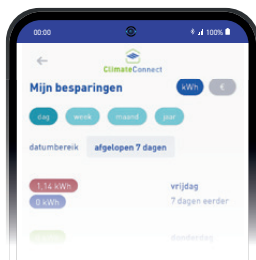 00:00 100%
ClimateConnect
Mijn besparingen kWh €
dag week maand jaar
datumbereik afgelopen 7 dagen
1,14 kWh vrijdag
0 kWh 7 dagen eerder
donderdag